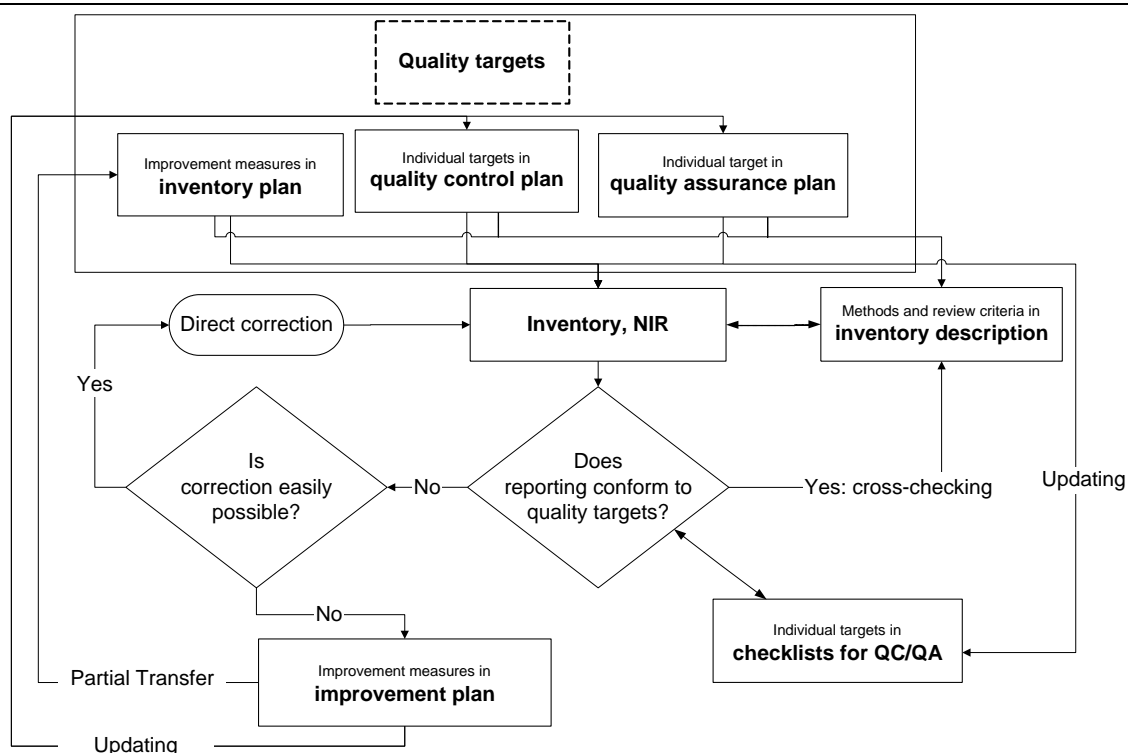 Quality targets
Improvement measures in
inventory plan
Individual targets in
quality control plan
Individual target in
quality assurance plan
Direct correction
Inventory, NIR
Methods and review criteria in
inventory description
Yes
Is
correction easily
possible?
No
Does
reporting conform to
quality targets?
Yes: cross-checking
Updating
No
Individual targets in
checklists for QC/QA
Partial Transfer
Improvement measures in
improvement plan
Updating